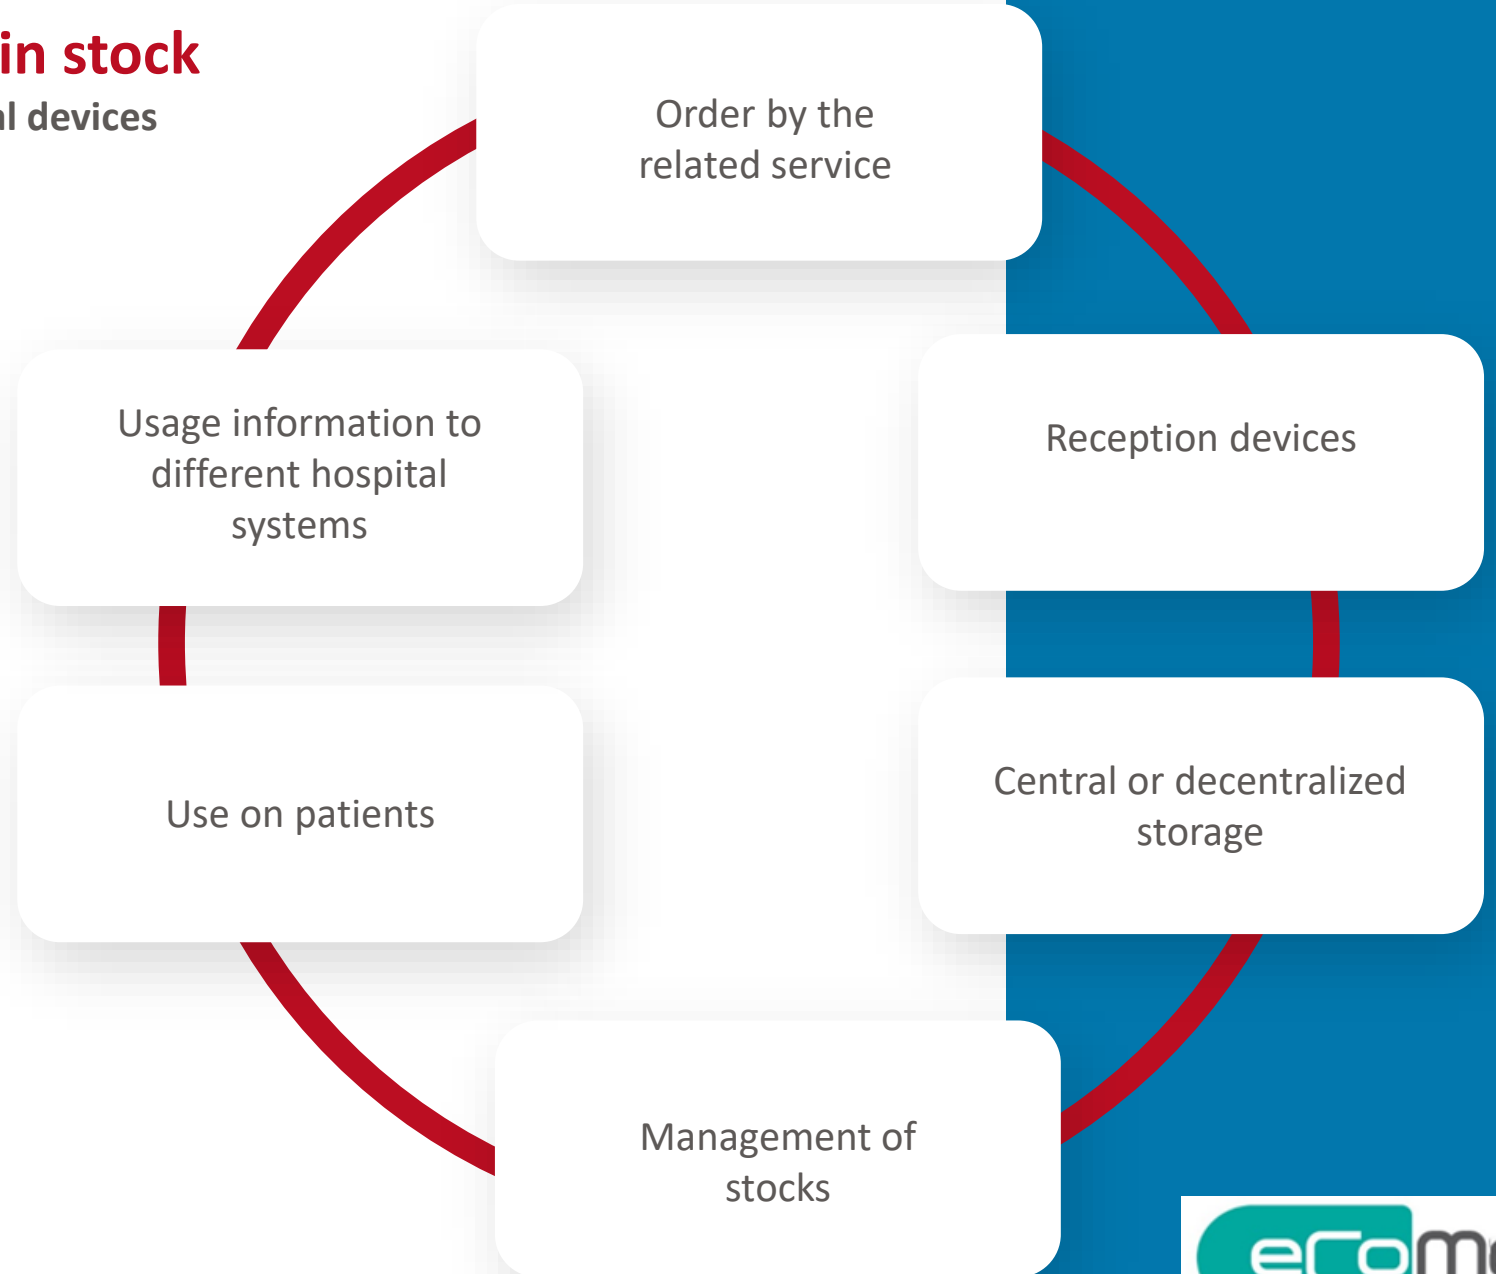 in stock
devices
Order by the
related service
Usage information to
different hospital
systems
Reception devices
Use on patients
Central or decentralized
storage
Management of
stocks